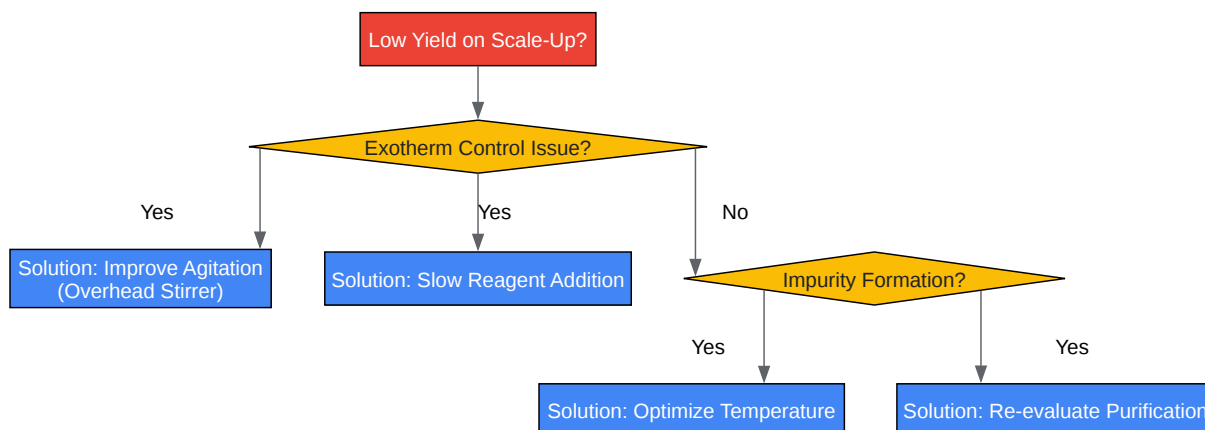 Low Yield on Scale-Up?
Exotherm Control Issue?
Yes
Yes
No
Solution: Improve Agitation
(Overhead Stirrer)
Solution: Slow Reagent Addition
Impurity Formation?
Yes
Yes
Solution: Optimize Temperature
Solution: Re-evaluate Purification